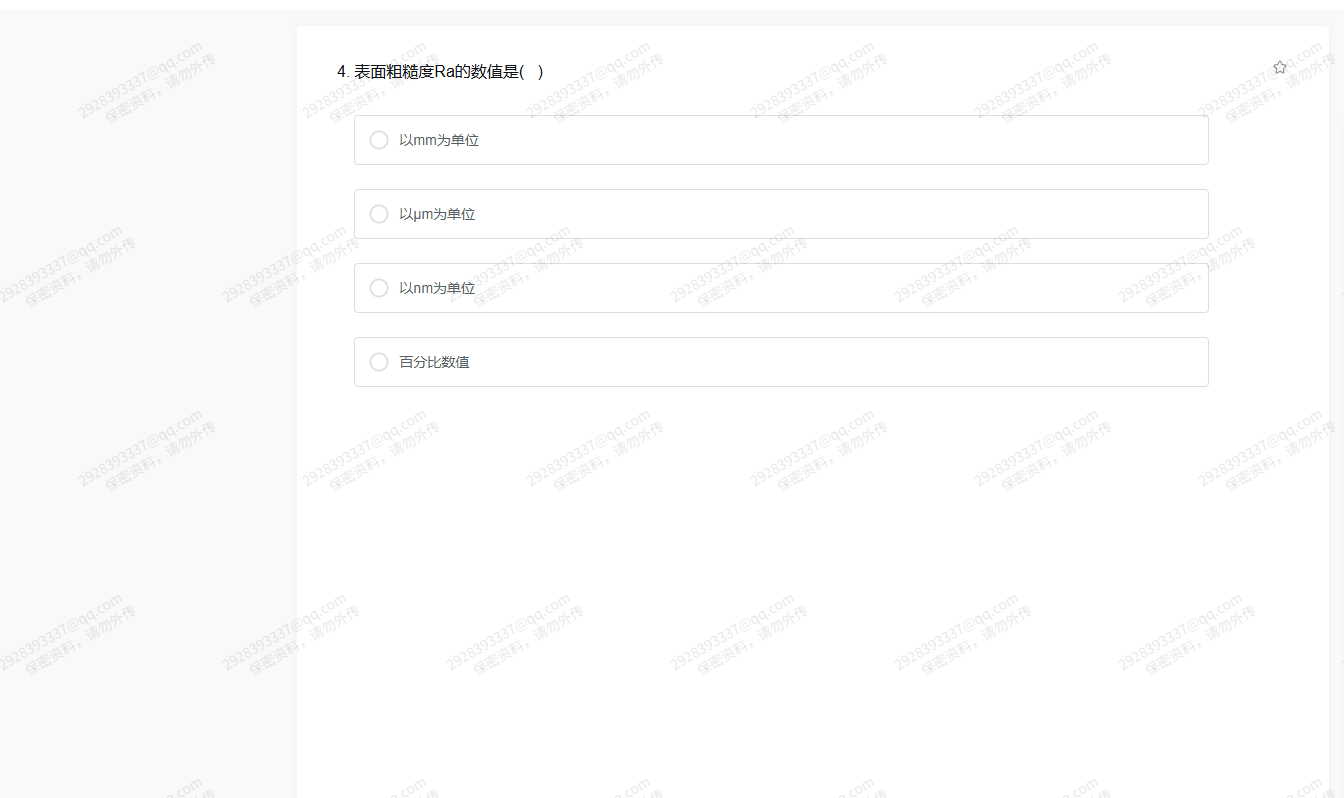 4. 表面粗糙度Ra的数值是(   )
以mm为单位
以μm为单位
以nm为单位
百分比数值
2928393337@qq.com
保密资料，请勿外传